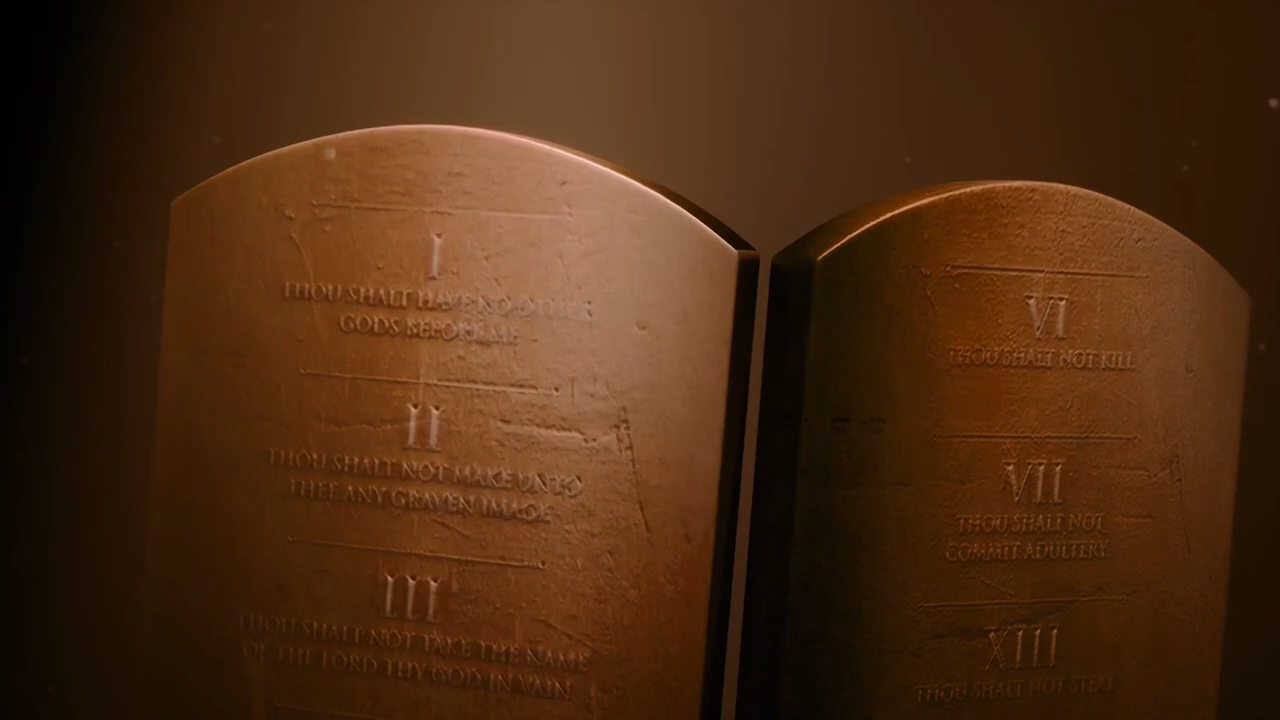 I
THOU SHALT HAVE NO OTHER
GODS BEFORE ME
II
THOU SHALT NOT MAKE UNTO
THEE ANY GRAVEN IMAGE
III
THOU SHALT NOT TAKE THE NAME
OF THE LORD THY GOD IN VAIN
VI
THOU SHALT NOT KILL
VII
THOU SHALT NOT
COMMIT ADULTERY
XIII
THOU SHALT NOT STEAL